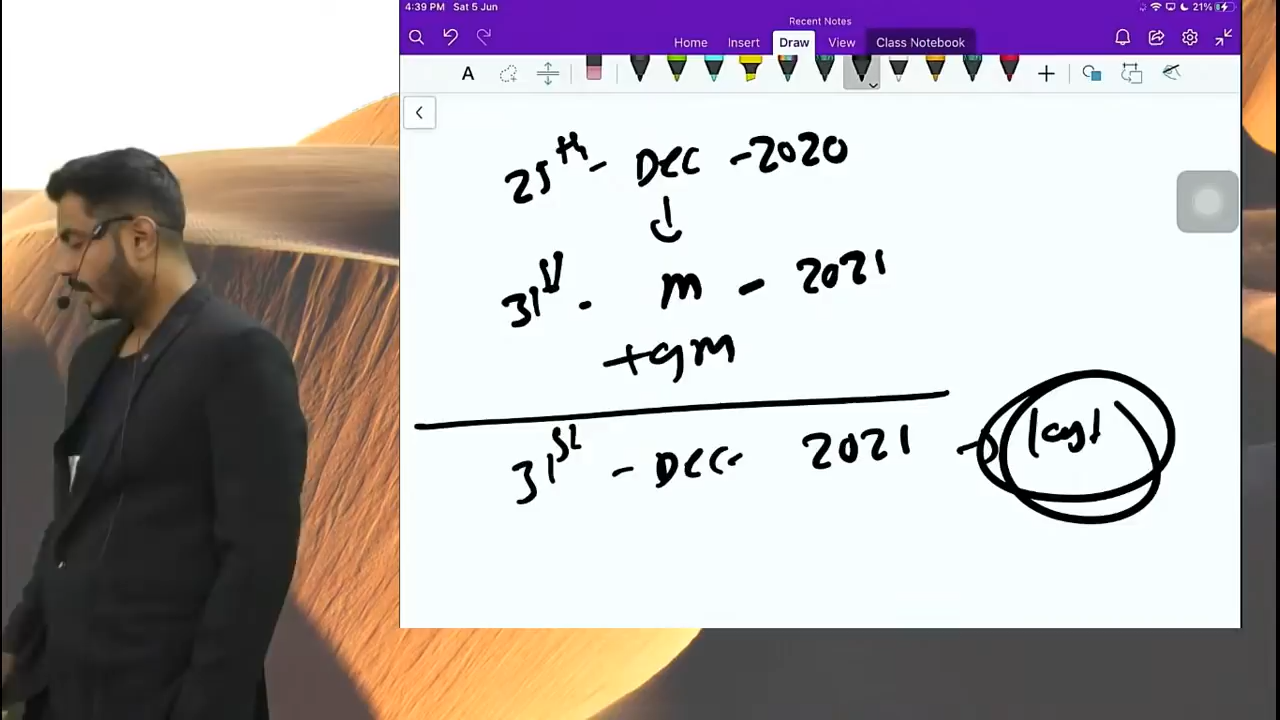 4:39 PM Sat 5 Jun
21%
Recent Notes
Home Insert Draw View Class Notebook
A
25th - DEC - 2020
31st - M - 2021
+9M
31st - DEC 2021 → last